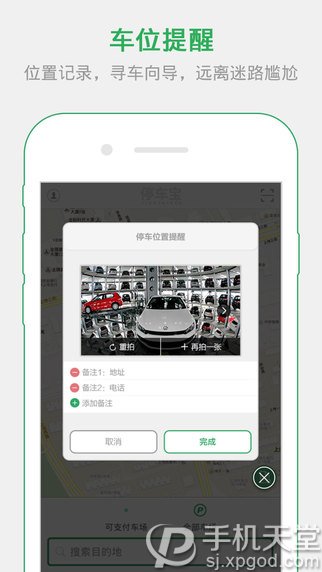 车位提醒
位置记录，寻车向导，远离迷路尴尬
停车宝
停车位置提醒
重拍
再拍一张
备注1：地址
备注2：电话
添加备注
取消
完成
可支付车场
P
搜索目的地
手机天堂
sj.xpgod.com